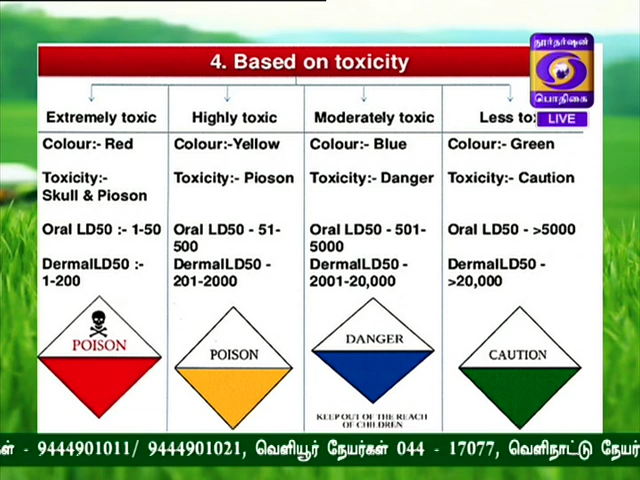 4. Based on toxicity
தூர்தர்ஷன்
பொதிகை
LIVE
Extremely toxic
Colour:- Red
Toxicity:-
Skull & Pioson
Oral LD50 :- 1-50
DermalLD50 :-
1-200
POISON
Highly toxic
Colour:-Yellow
Toxicity:- Pioson
Oral LD50 - 51-
500
DermalLD50 -
201-2000
POISON
Moderately toxic
Colour:- Blue
Toxicity:- Danger
Oral LD50 - 501-
5000
DermalLD50 -
2001-20,000
DANGER
KEEP OUT OF THE REACH
OF CHILDREN
Less
Colour:- Green
Toxicity:- Caution
Oral LD50 - >5000
DermalLD50 -
>20,000
CAUTION
- 9444901011/ 9444901021, வெளியூர் நேயர்கள் 044 - 17077, வெளிநாட்டு